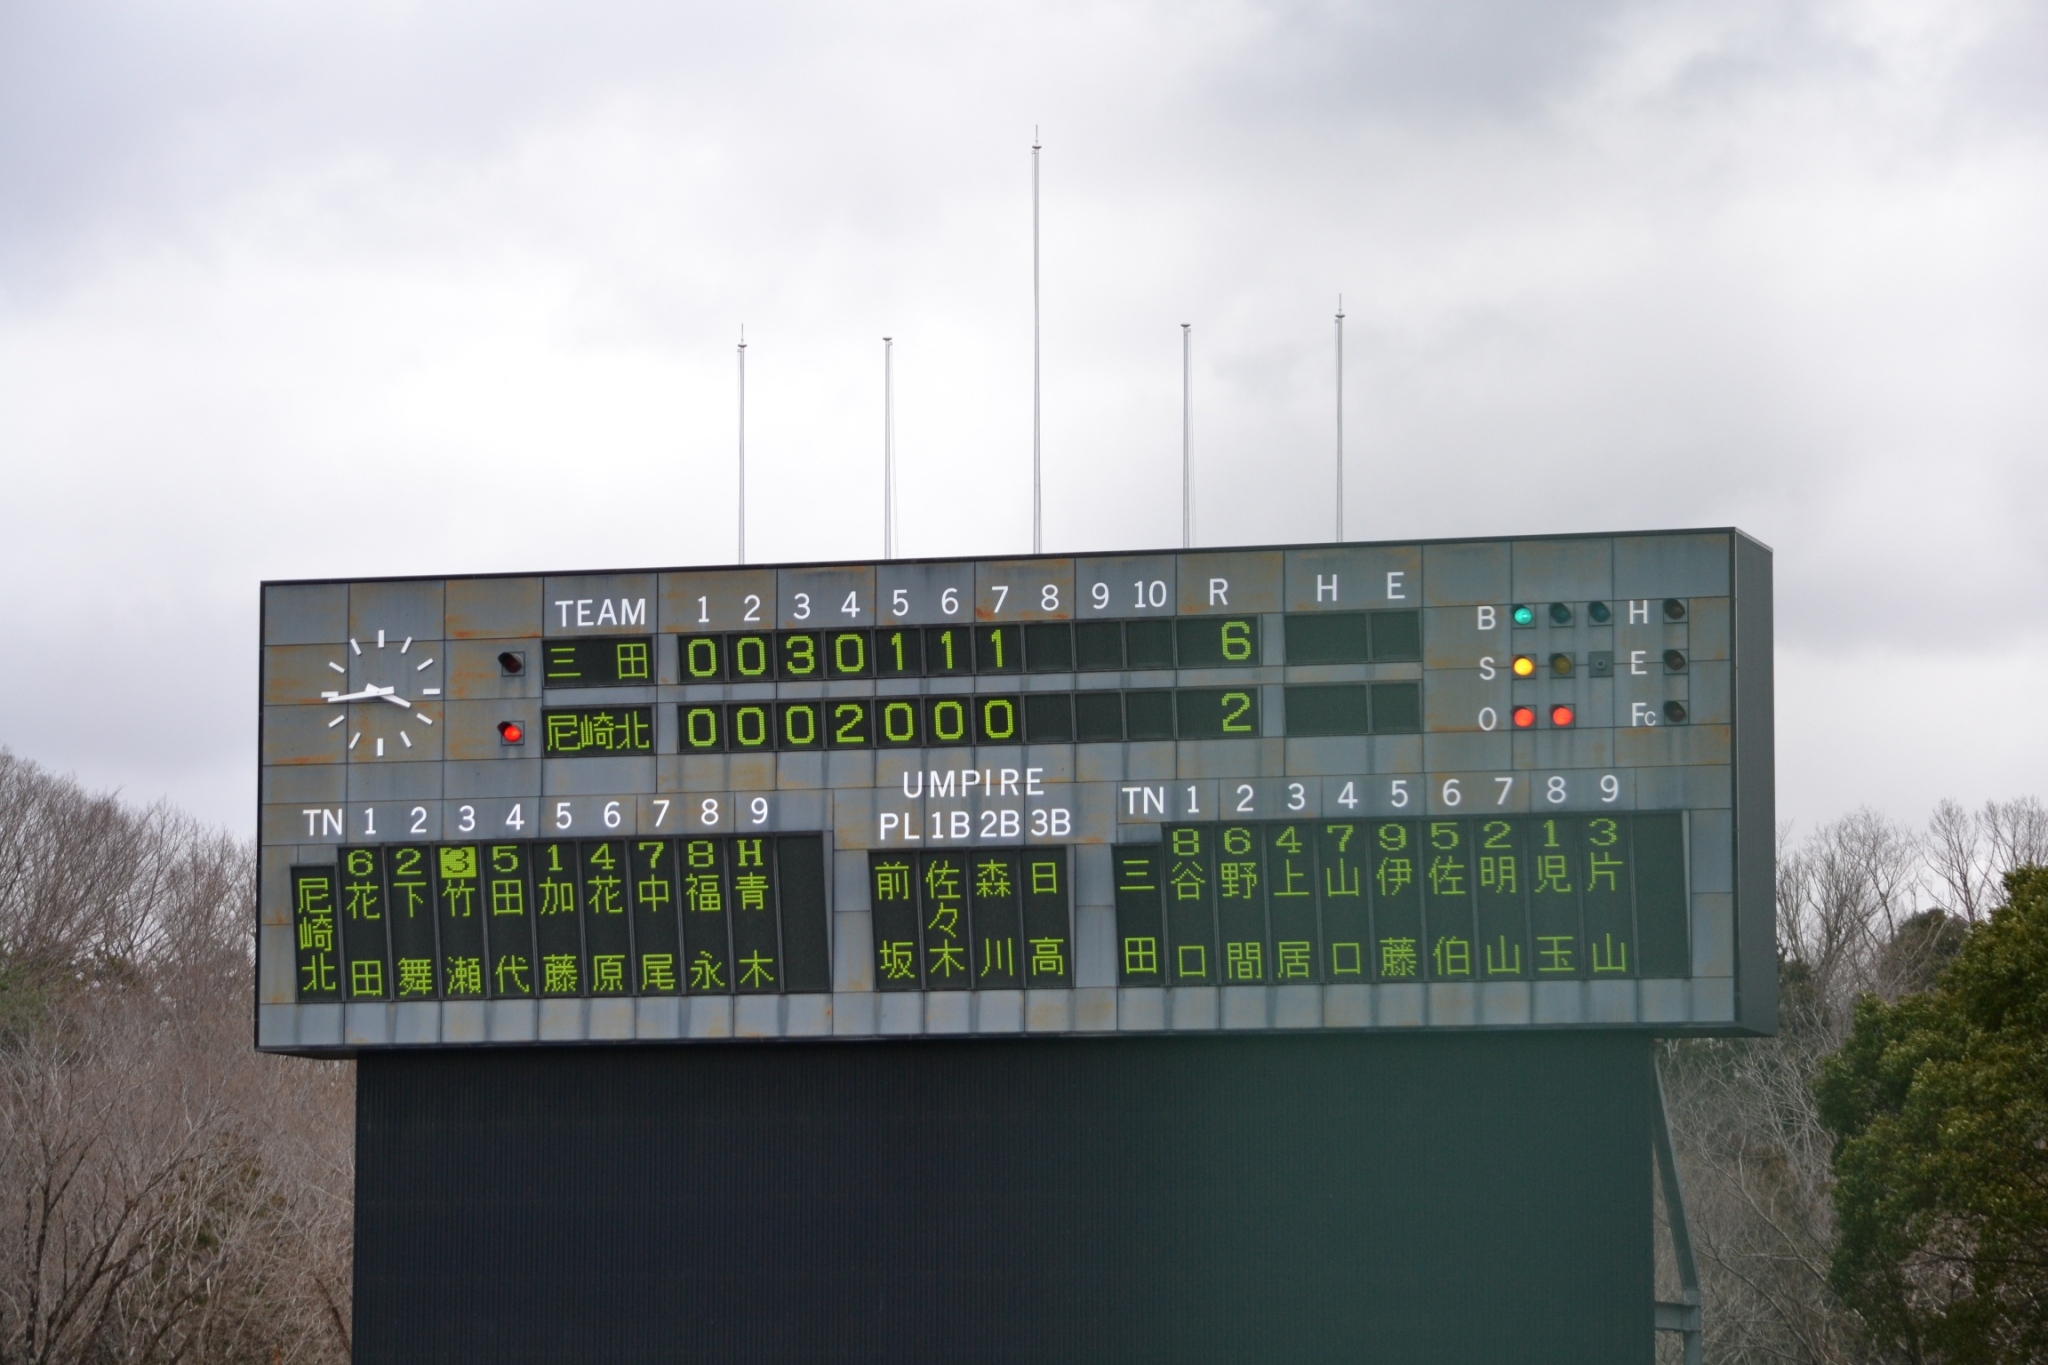 TEAM 1 2 3 4 5 6 7 8 9 10 R H E
三田 0 0 3 0 1 1 1 6
尼崎北 0 0 0 2 0 0 0 2
B H
S E
O Fc
UMPIRE
TN 1 2 3 4 5 6 7 8 9
6 2 3 5 1 4 7 8 H
尼崎北 花田 下舞 竹瀬 田代 加藤 花原 中尾 福永 青木
PL 1B 2B 3B
前坂 佐々木 森川 日高
TN 1 2 3 4 5 6 7 8 9
8 6 4 7 9 5 2 1 3
三田 谷口 野間 上居 山口 伊藤 佐伯 明山 児玉 片山